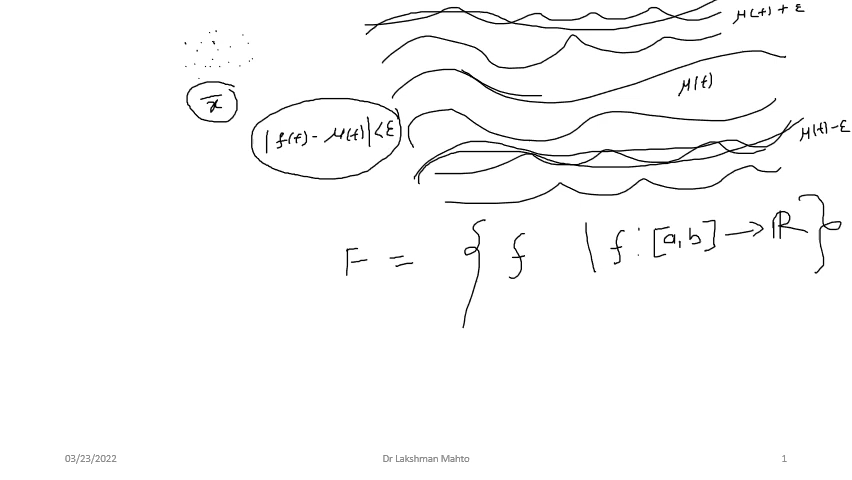 μ(t) + ε
μ(t)
x̄
|f(t) - μ(t)| < ε
μ(t) - ε
F = { f | f : [a, b] → ℝ }
03/23/2022
Dr Lakshman Mahto
1